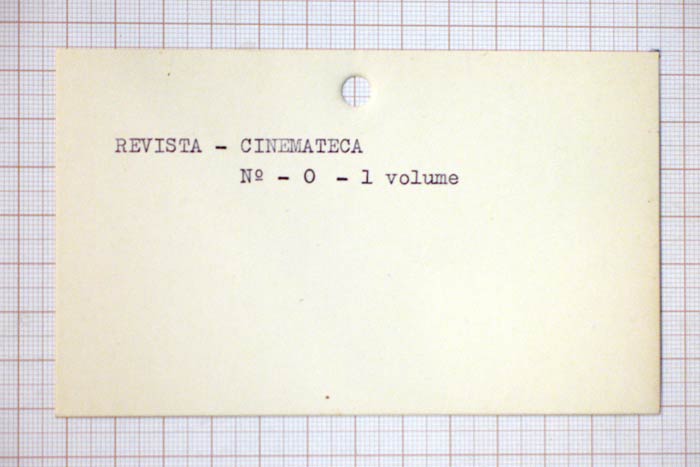 REVISTA - CINEMATECA
Nº - O - 1 volume